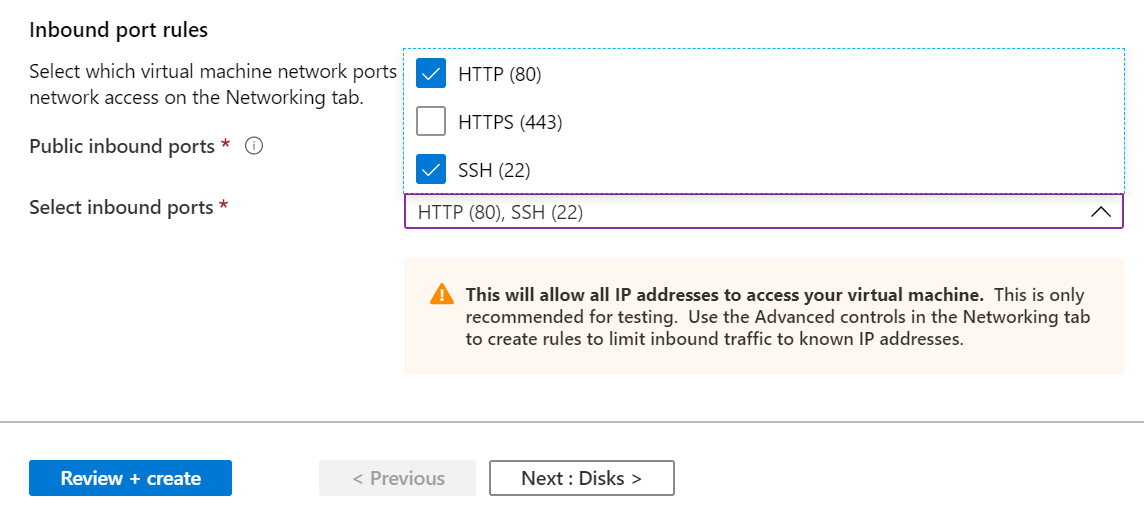 Inbound port rules
Select which virtual machine network ports
network access on the Networking tab.
HTTP (80)
HTTPS (443)
SSH (22)
Public inbound ports *
Select inbound ports *
HTTP (80), SSH (22)
This will allow all IP addresses to access your virtual machine. This is only
recommended for testing. Use the Advanced controls in the Networking tab
to create rules to limit inbound traffic to known IP addresses.
Review + create
< Previous
Next : Disks >